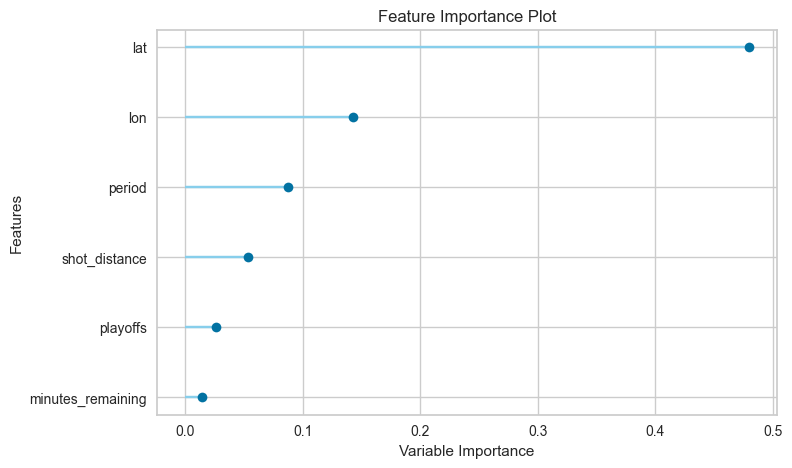 Feature Importance Plot
lat
lon
period
shot_distance
playoffs
minutes_remaining
Features
0.0 0.1 0.2 0.3 0.4 0.5
Variable Importance